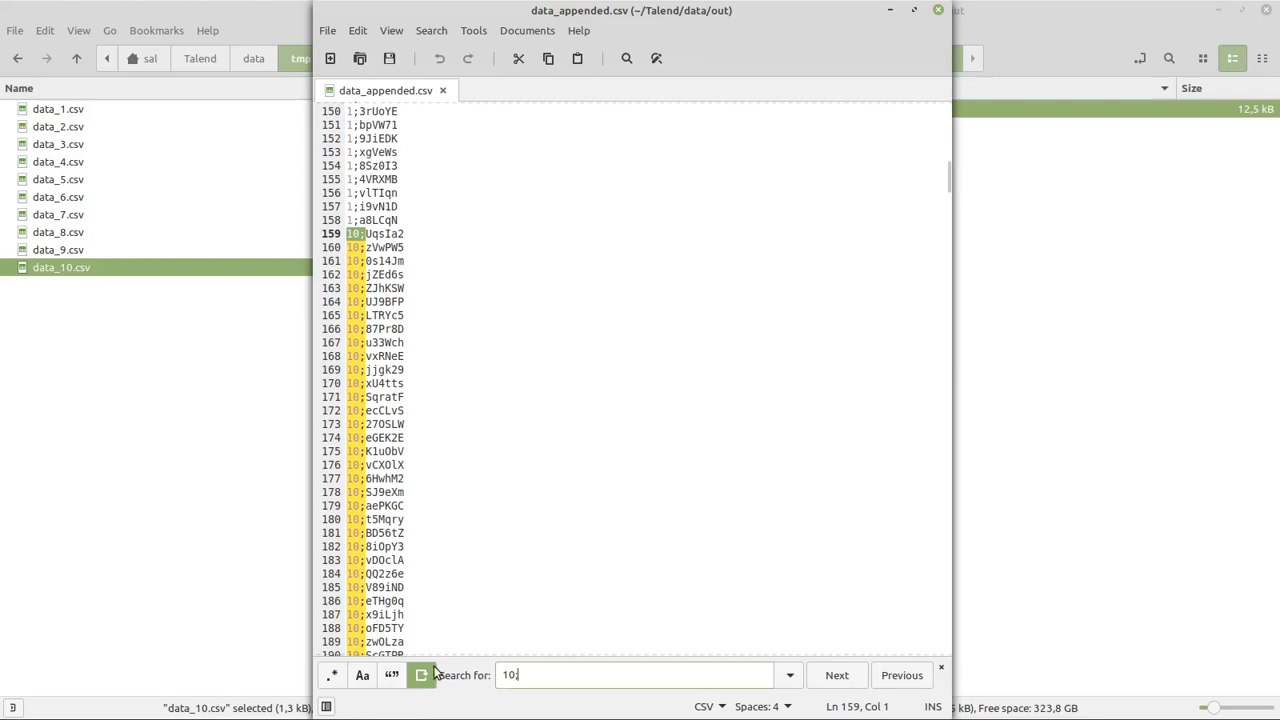 data_appended.csv (~/Talend/data/out)
out
File Edit View Go Bookmarks Help
File Edit View Search Tools Documents Help
sal Talend data tmp
data_appended.csv
Name
Size
data_1.csv
data_2.csv
data_3.csv
data_4.csv
data_5.csv
data_6.csv
data_7.csv
data_8.csv
data_9.csv
data_10.csv
12,5 kB
150 1;3rUoYE
151 1;bpVW71
152 1;9JiEDK
153 1;xgVeWs
154 1;8Sz0I3
155 1;4VRXMB
156 1;vlTIqn
157 1;i9vN1D
158 1;a8LCqN
159 10;UqsIa2
160 10;zVwPW5
161 10;0s14Jm
162 10;jZEd6s
163 10;ZJhKSW
164 10;UJ9BFP
165 10;LTRYc5
166 10;87Pr8D
167 10;u33Wch
168 10;vxRNeE
169 10;jjgk29
170 10;xU4tts
171 10;SqratF
172 10;ecCLvS
173 10;27OSLW
174 10;eGEK2E
175 10;K1uObV
176 10;vCXOlX
177 10;6HwhM2
178 10;SJ9eXm
179 10;aePKGC
180 10;t5Mqry
181 10;BD56tZ
182 10;8iOpY3
183 10;vDOclA
184 10;QQ2z6e
185 10;V89iND
186 10;eTHg0q
187 10;x9iLjh
188 10;oFD5TY
189 10;zwOLza
190 10;ScGTPR
.* Aa “” Search for: 10; Next Previous
"data_10.csv" selected (1,3 kB),
CSV Spaces: 4 Ln 159, Col 1 INS
kB), Free space: 323,8 GB